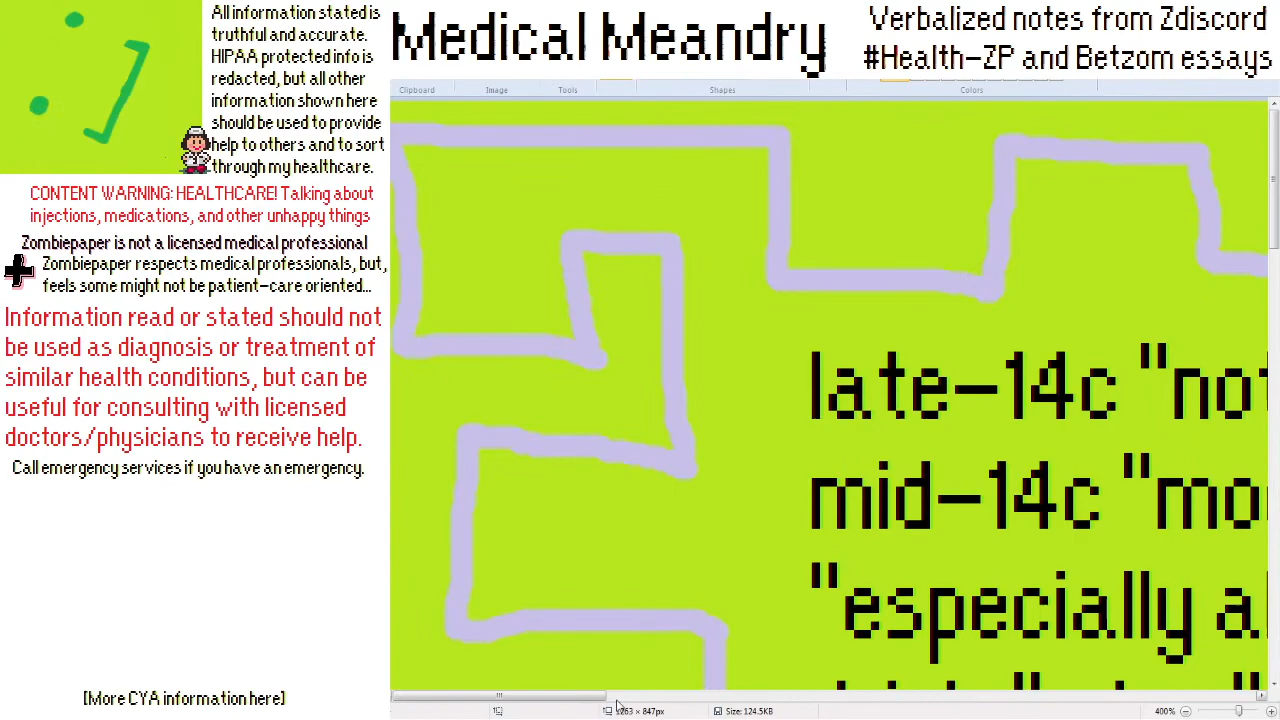 All information stated is
truthful and accurate.
HIPAA protected info is
redacted, but all other
information shown here
should be used to provide
help to others and to sort
through my healthcare.
CONTENT WARNING: HEALTHCARE! Talking about
injections, medications, and other unhappy things
Zombiepaper is not a licensed medical professional
Zombiepaper respects medical professionals, but,
feels some might not be patient-care oriented...
Information read or stated should not
be used as diagnosis or treatment of
similar health conditions, but can be
useful for consulting with licensed
doctors/physicians to receive help.
Call emergency services if you have an emergency.
[More CYA information here]
Medical Meandry
Verbalized notes from Zdiscord
#Health-ZP and Betzom essays
Clipboard Image Tools Shapes Colors
late-14c "no
mid-14c "mo
"especially a
Size: 124.5KB
400%